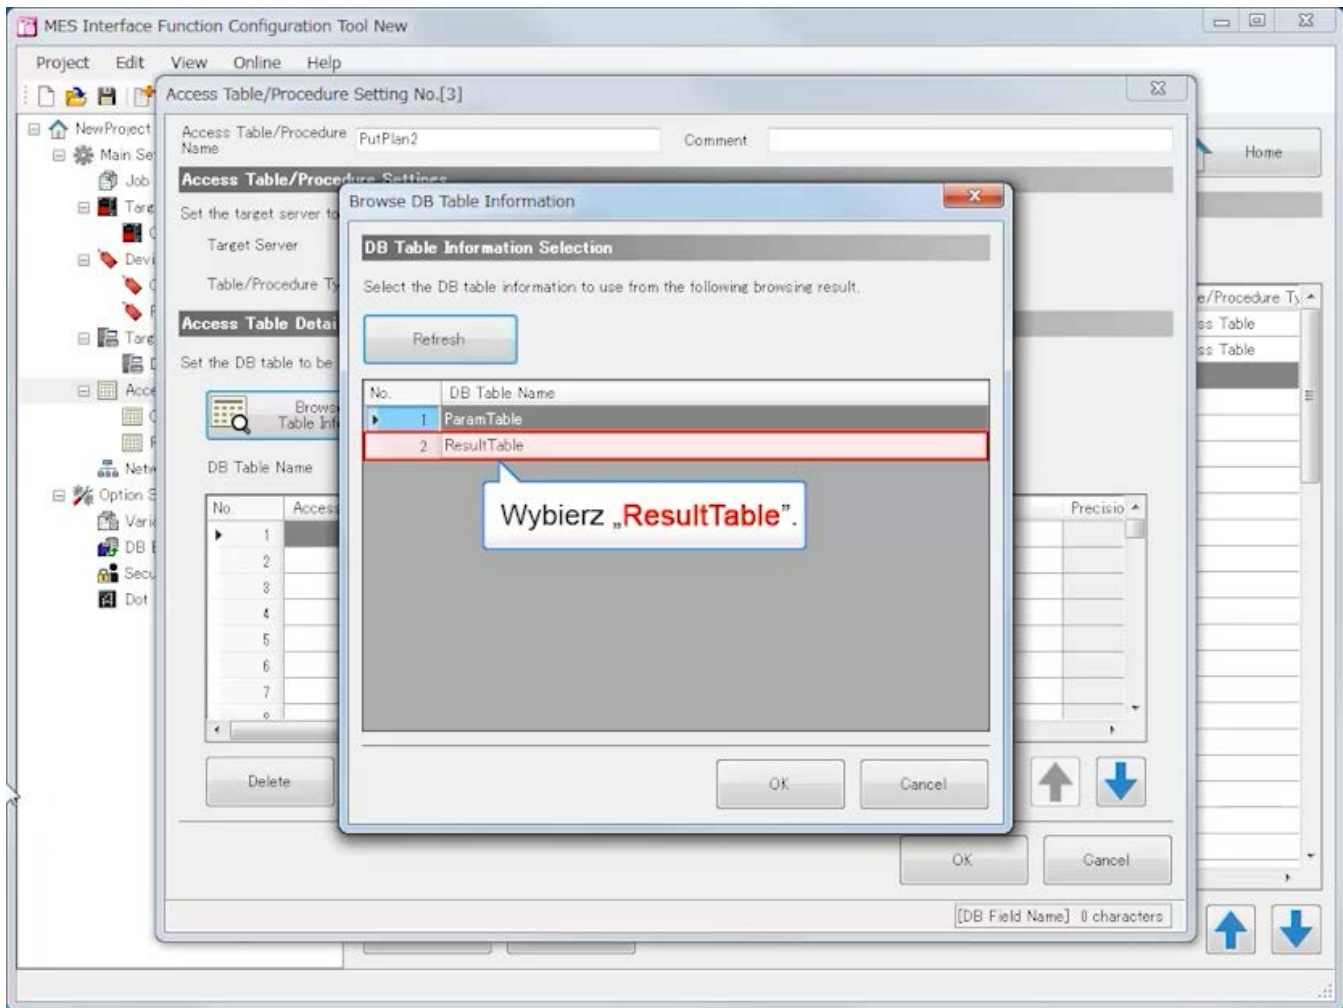 MES Interface Function Configuration Tool New
Project Edit View Online Help
Access Table/Procedure Setting No.[3]
NewProject
Main Se
Job
Targ
Devi
Targ
Acce
Netw
Option S
Vari
DB E
Secu
Dot
Access Table/Procedure Name
PutPlan2
Comment
Home
Access Table/Procedure Settings
Set the target server to
Target Server
Table/Procedure Ty
Access Table Detai
Set the DB table to be
Brows
Table Inf
DB Table Name
No. Access
Precisio
1
2
3
4
5
6
7
Delete
Browse DB Table Information
DB Table Information Selection
Select the DB table information to use from the following browsing result.
Refresh
No. DB Table Name
1 ParamTable
2 ResultTable
Wybierz „ResultTable”.
OK Cancel
e/Procedure Ty
ss Table
ss Table
OK Cancel
[DB Field Name] 0 characters